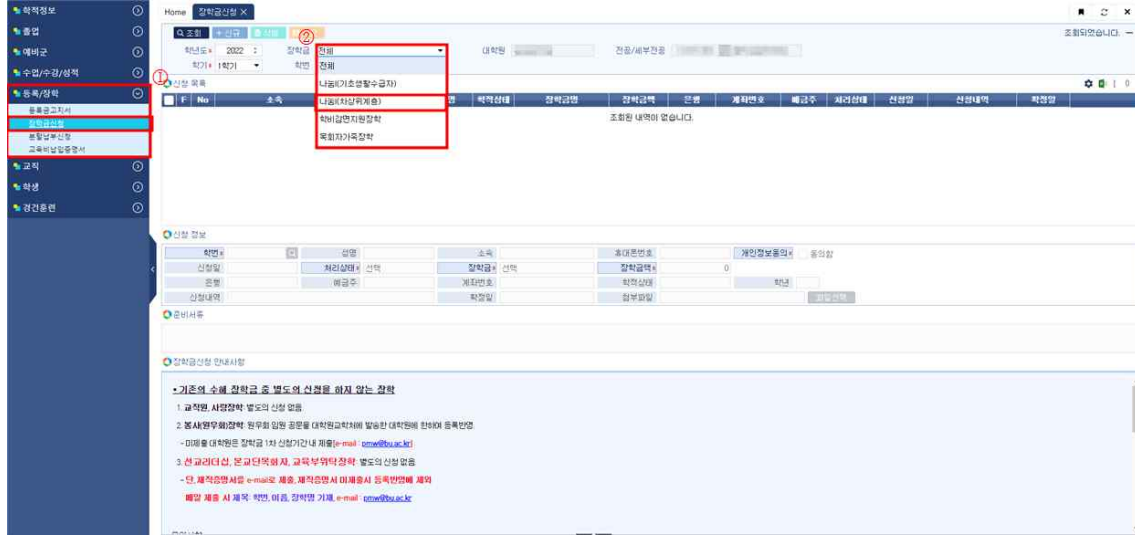 학적정보
졸업
예비군
수업/수강/성적
등록/장학
등록금고지서
장학금신청
분할납부신청
교육비납입증명서
교직
학생
경건훈련
Home 장학금신청 ×
조회 + 신규
조회되었습니다.
학년도 2022 장학금 전체 대학원 전공/세부전공
학기 1학기 학번
① ②
전체
나눔I(기초생활수급자)
나눔I(차상위계층)
학비감면지원장학
목회자가족장학
신청 목록
0
F No 소속 명 학적상태 장학금명 장학금액 은행 계좌번호 예금주 처리상태 신청일 신청내역 확정일
조회된 내역이 없습니다.
신청 정보
학번 성명 소속 휴대폰번호 개인정보동의 동의함
신청일 처리상태 선택 장학금 선택 장학금액 0
은행 예금주 계좌번호 학적상태 학년
신청내역 확정일 첨부파일 파일선택
준비서류
장학금신청 안내사항
• 기존의 수혜 장학금 중 별도의 신청을 하지 않는 장학
1. 교직원, 사랑장학: 별도의 신청 없음
2. 봉사(원우회)장학: 원우회 임원 공문을 대학원교학처에 발송한 대학원에 한하여 등록반영.
- 미제출 대학원은 장학금 1차 신청기간 내 제출[e-mail : pmw@bu.ac.kr]
3. 선교리더십, 본교단목회자, 교육부위탁장학: 별도의 신청 없음
- 단, 재직증명서를 e-mail로 제출, 재직증명서 미제출시 등록반영에 제외
메일 제출 시 제목: 학번, 이름, 장학명 기재, e-mail : pmw@bu.ac.kr